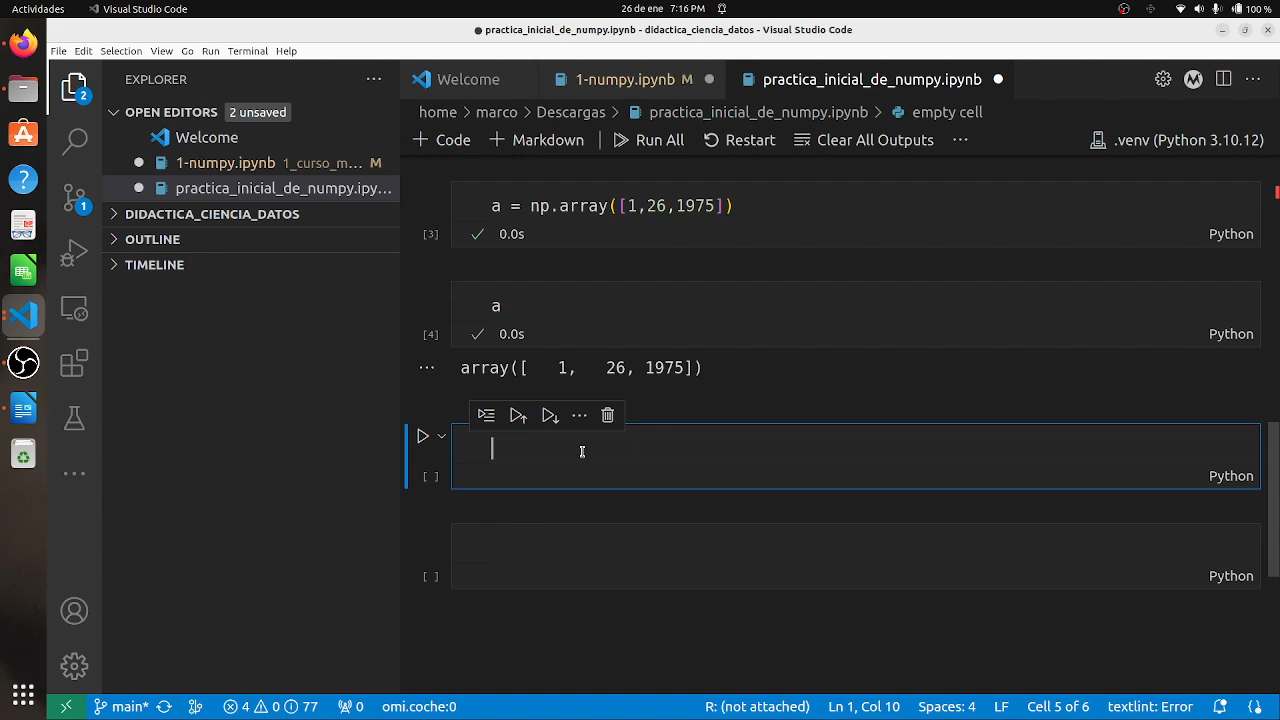 Actividades
Visual Studio Code
26 de ene 7:16 PM
100 %
practica_inicial_de_numpy.ipynb - didactica_ciencia_datos - Visual Studio Code
File Edit Selection View Go Run Terminal Help
EXPLORER
Welcome
1-numpy.ipynb M
practica_inicial_de_numpy.ipynb
OPEN EDITORS 2 unsaved
Welcome
1-numpy.ipynb 1_curso_m... M
practica_inicial_de_numpy.ipy...
DIDACTICA_CIENCIA_DATOS
OUTLINE
TIMELINE
2
1
home > marco > Descargas > practica_inicial_de_numpy.ipynb > empty cell
+ Code + Markdown Run All Restart Clear All Outputs ... .venv (Python 3.10.12)
a = np.array([1,26,1975])
[3] 0.0s Python
a
[4] 0.0s Python
... array([ 1, 26, 1975])
[ ] Python
[ ] Python
main* 4 0 77 0 omi.coche:0 R: (not attached) Ln 1, Col 10 Spaces: 4 LF Cell 5 of 6 textlint: Error